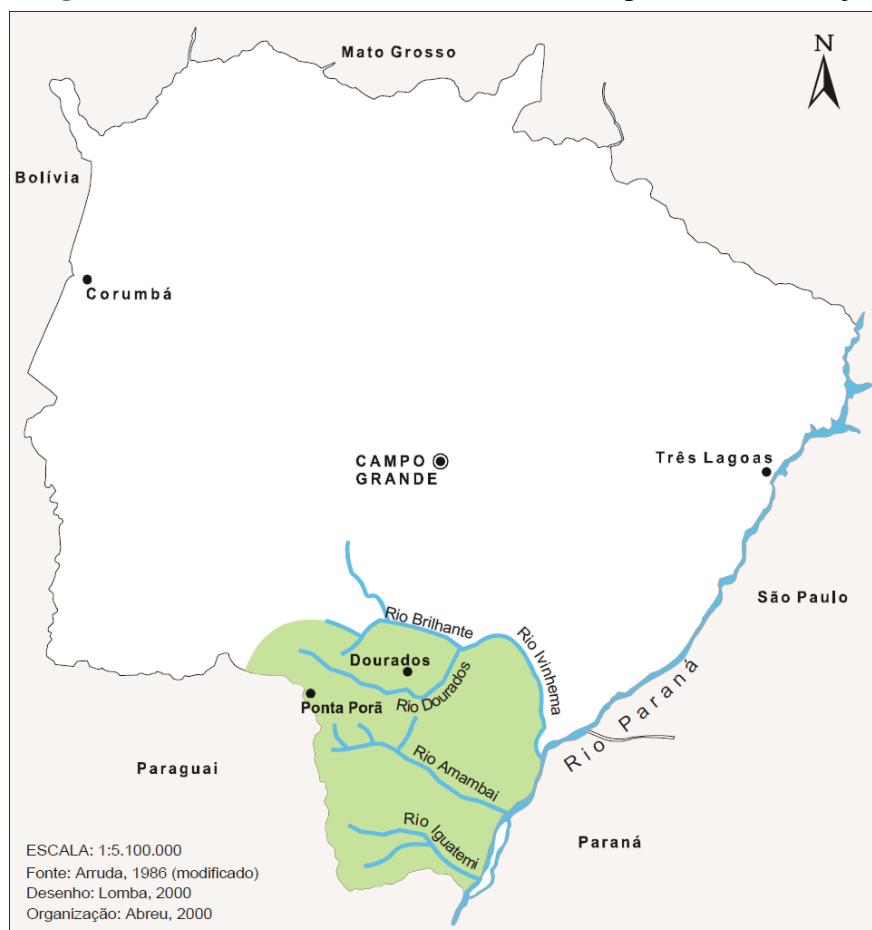 Mato Grosso
N
Bolívia
Corumbá
CAMPO
GRANDE
Três Lagoas
São Paulo
Rio Brilhante
Rio Ivinhema
Dourados
Rio Dourados
Ponta Porã
Rio Paraná
Rio Amambai
Paraguai
Rio Iguatemi
Paraná
ESCALA: 1:5.100.000
Fonte: Arruda, 1986 (modificado)
Desenho: Lomba, 2000
Organização: Abreu, 2000